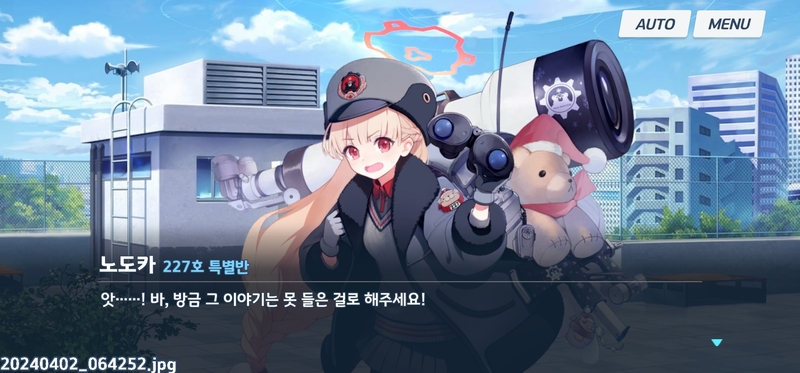 AUTO MENU
노도카 227호 특별반
앗……! 바, 방금 그 이야기는 못 들은 걸로 해주세요!
20240402_064252.jpg